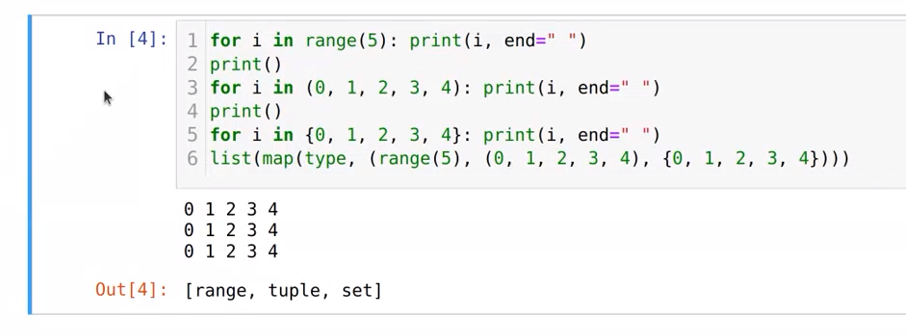 In [4]:
1 for i in range(5): print(i, end=" ")
2 print()
3 for i in (0, 1, 2, 3, 4): print(i, end=" ")
4 print()
5 for i in {0, 1, 2, 3, 4}: print(i, end=" ")
6 list(map(type, (range(5), (0, 1, 2, 3, 4), {0, 1, 2, 3, 4})))
0 1 2 3 4
0 1 2 3 4
0 1 2 3 4
Out[4]: [range, tuple, set]